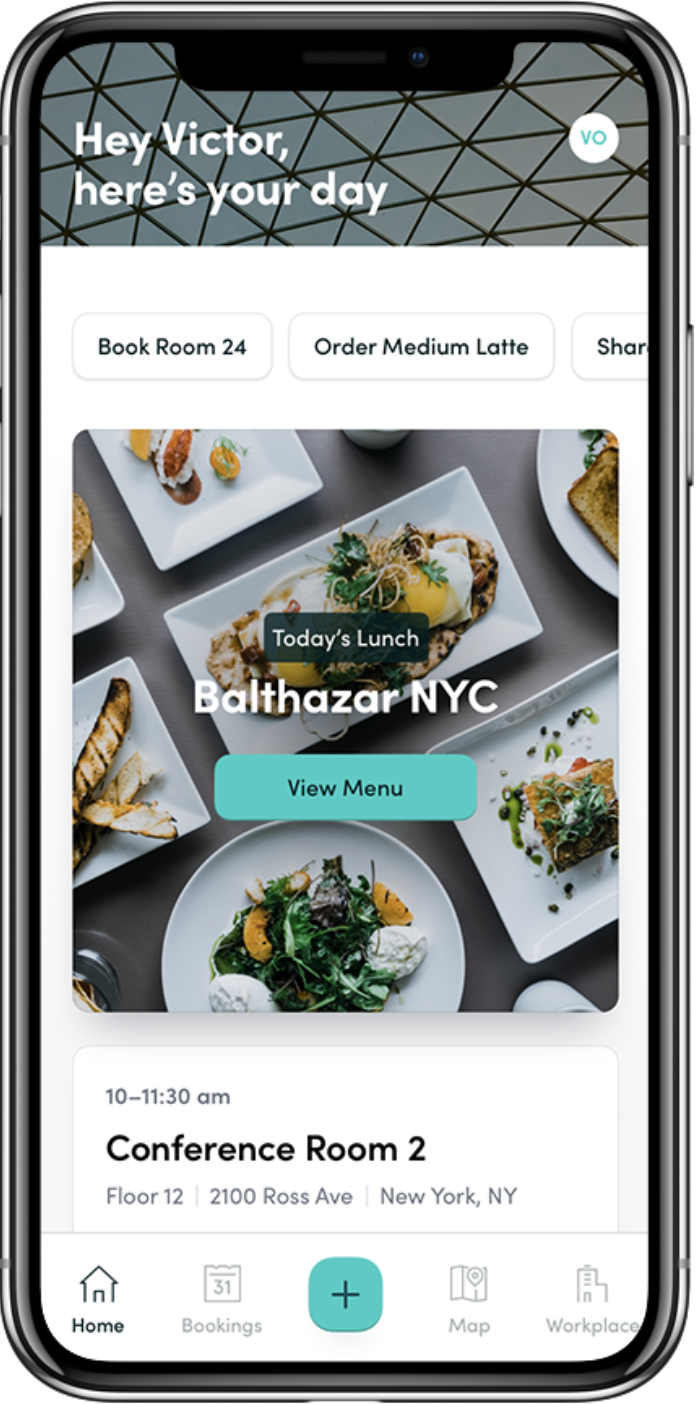 Hey Victor,
here's your day
VO
Book Room 24
Order Medium Latte
Shar
Today's Lunch
Balthazar NYC
View Menu
10–11:30 am
Conference Room 2
Floor 12 | 2100 Ross Ave | New York, NY
31
Home
Bookings
+
Map
Workplace